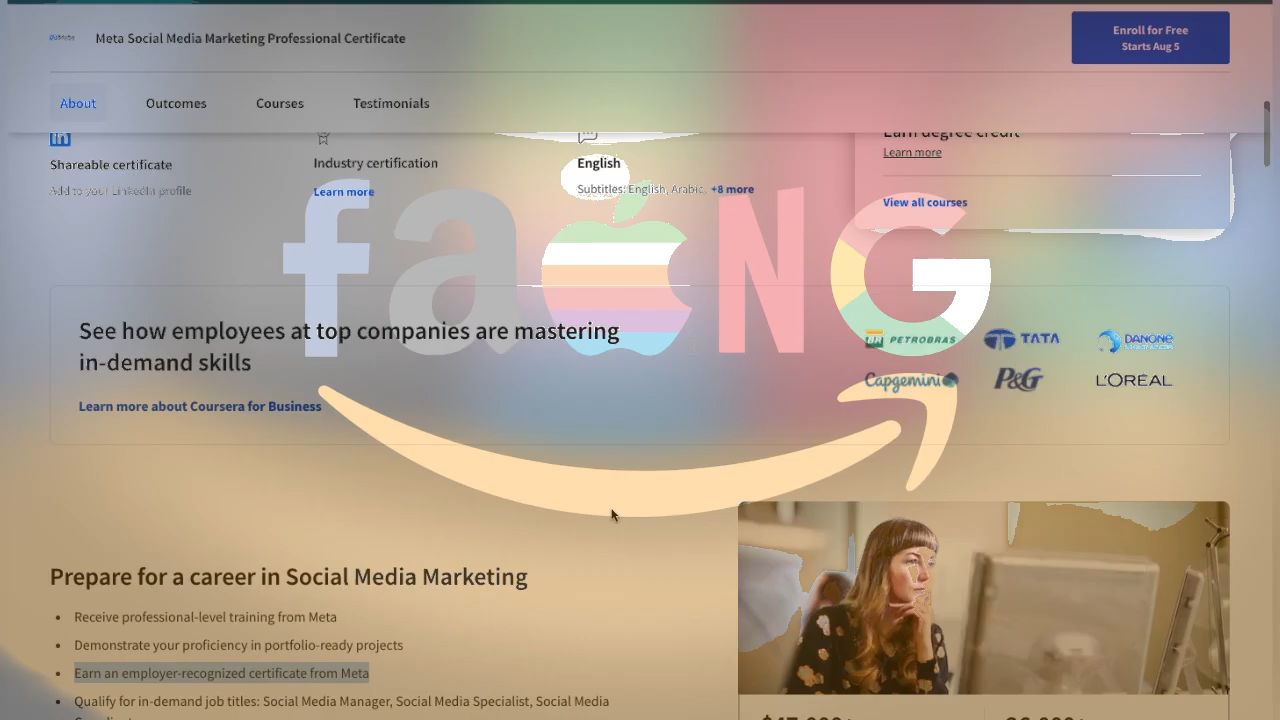 Meta Social Media Marketing Professional Certificate
Enroll for Free
Starts Aug 5
About
Outcomes
Courses
Testimonials
in
Shareable certificate
Add to your LinkedIn profile
Industry certification
Learn more
English
Subtitles: English, Arabic, +8 more
Earn degree credit
Learn more
View all courses
fa NG
See how employees at top companies are mastering
in-demand skills
Learn more about Coursera for Business
BR PETROBRAS
TATA
DANONE
Capgemini
P&G
L'ORÉAL
Prepare for a career in Social Media Marketing
Receive professional-level training from Meta
Demonstrate your proficiency in portfolio-ready projects
Earn an employer-recognized certificate from Meta
Qualify for in-demand job titles: Social Media Manager, Social Media Specialist, Social Media